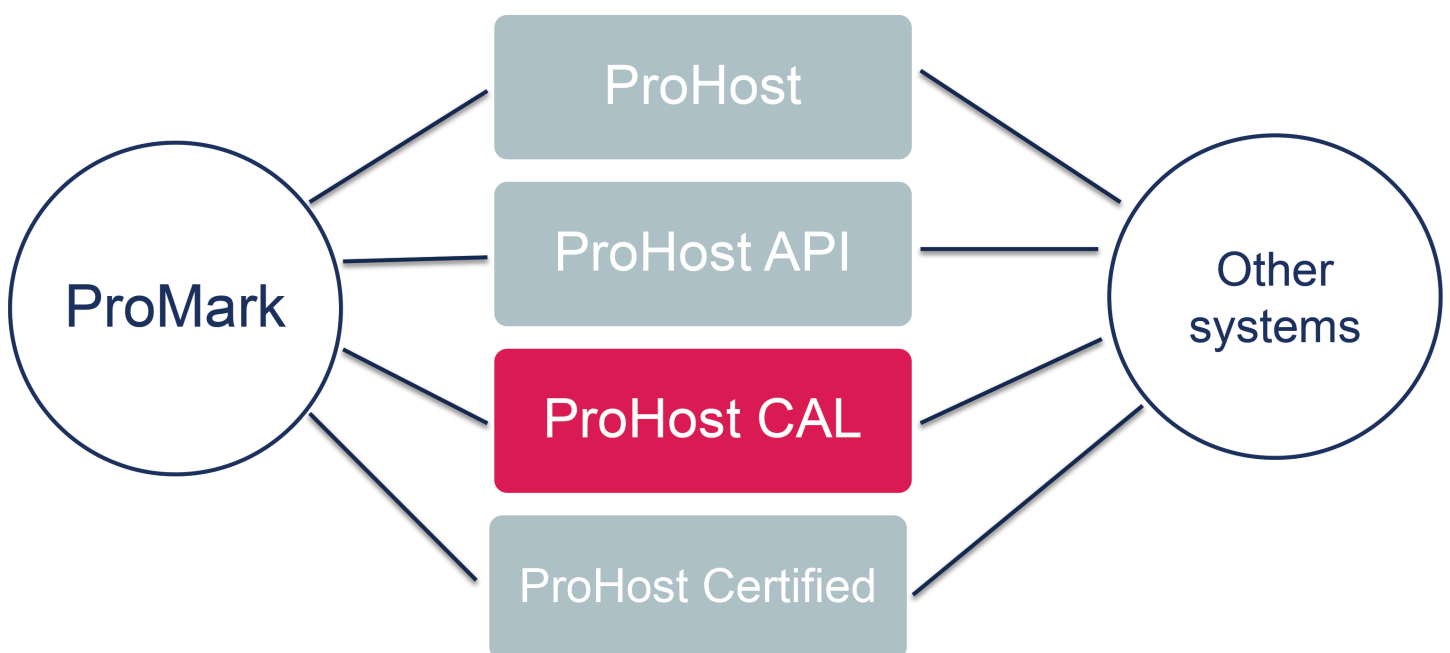 ProHost
ProHost API
ProMark
Other
systems
ProHost CAL
ProHost Certified